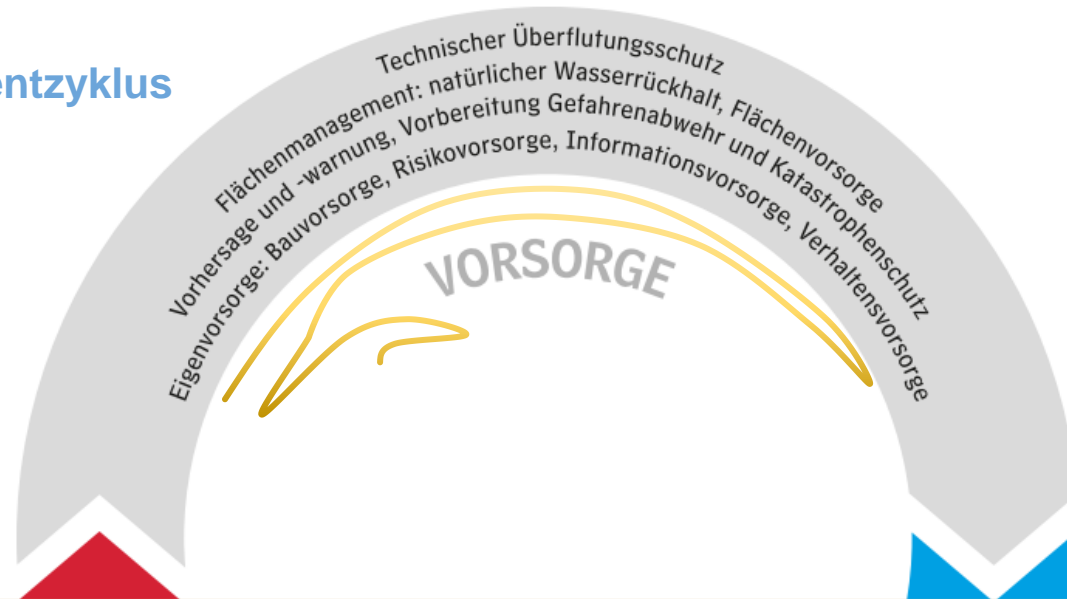 entzyklus
Technischer Überflutungsschutz
Flächenmanagement: natürlicher Wasserrückhalt, Flächenvorsorge
Vorhersage und -warnung, Vorbereitung Gefahrenabwehr und Katastrophenschutz
Eigenvorsorge: Bauvorsorge, Risikovorsorge, Informationsvorsorge, Verhaltensvorsorge
VORSORGE